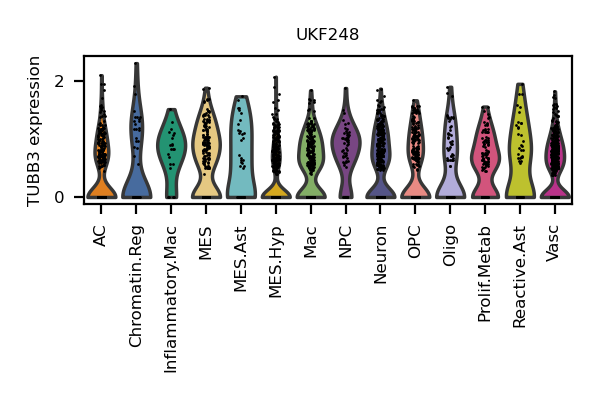 UKF248
TUBB3 expression
2
0
AC
Chromatin.Reg
Inflammatory.Mac
MES
MES.Ast
MES.Hyp
Mac
NPC
Neuron
OPC
Oligo
Prolif.Metab
Reactive.Ast
Vasc